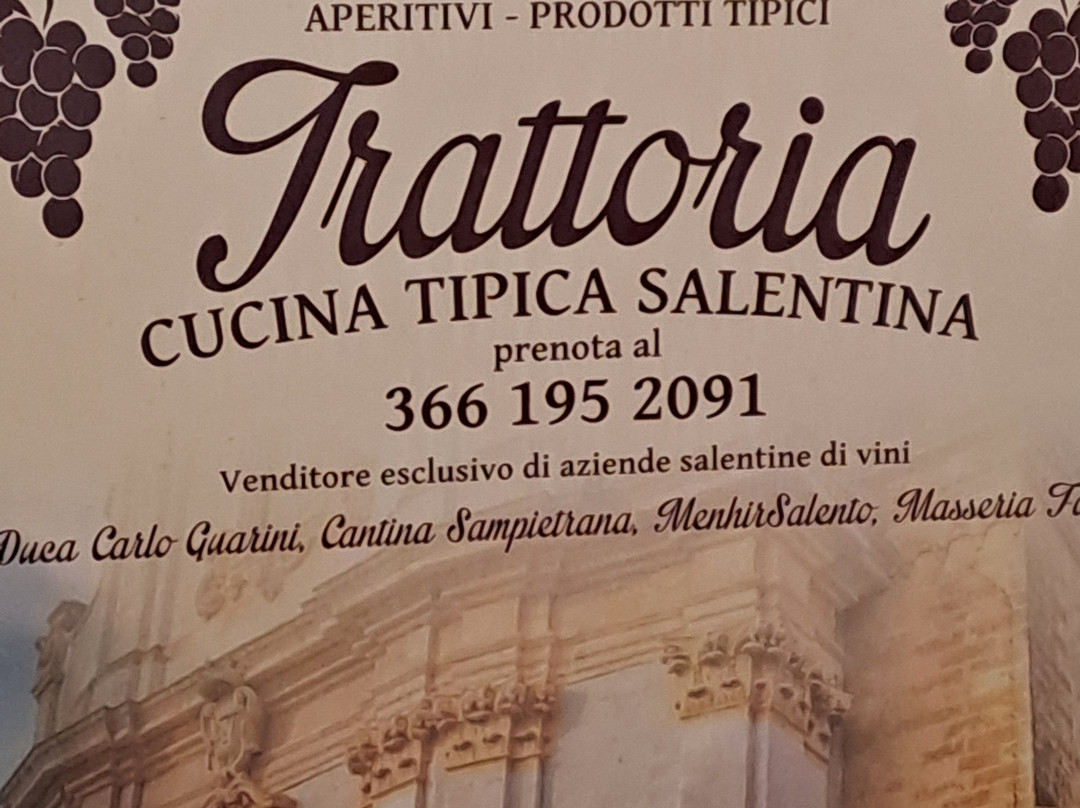 APERITIVI - PRODOTTI TIPICI
Trattoria
CUCINA TIPICA SALENTINA
prenota al
366 195 2091
Venditore esclusivo di aziende salentine di vini
Duca Carlo Guarini, Cantina Sampietrana, MenhirSalento, Masseria